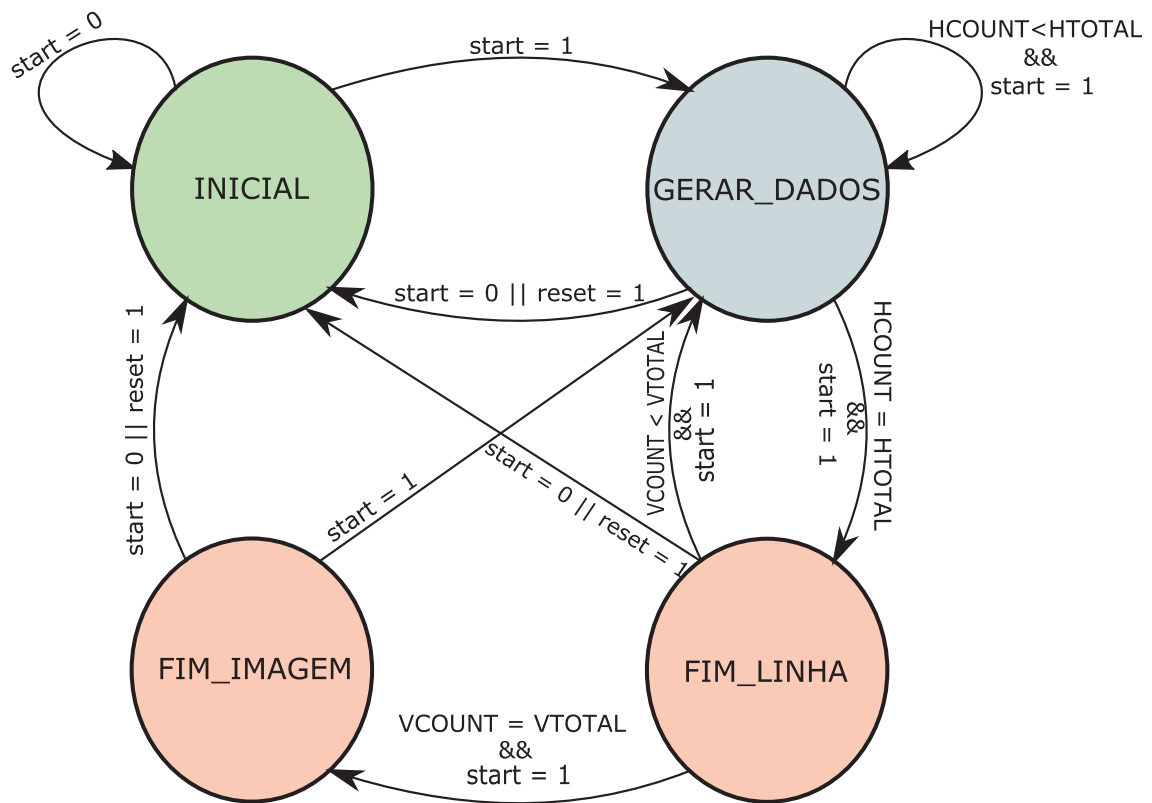 start = 0
start = 1
HCOUNT<HTOTAL
&&
start = 1
INICIAL
GERAR_DADOS
start = 0 || reset = 1
start = 0 || reset = 1
start = 1
start = 0 || reset = 1
VCOUNT < VTOTAL
&&
start = 1
HCOUNT = HTOTAL
&&
start = 1
FIM_IMAGEM
FIM_LINHA
VCOUNT = VTOTAL
&&
start = 1